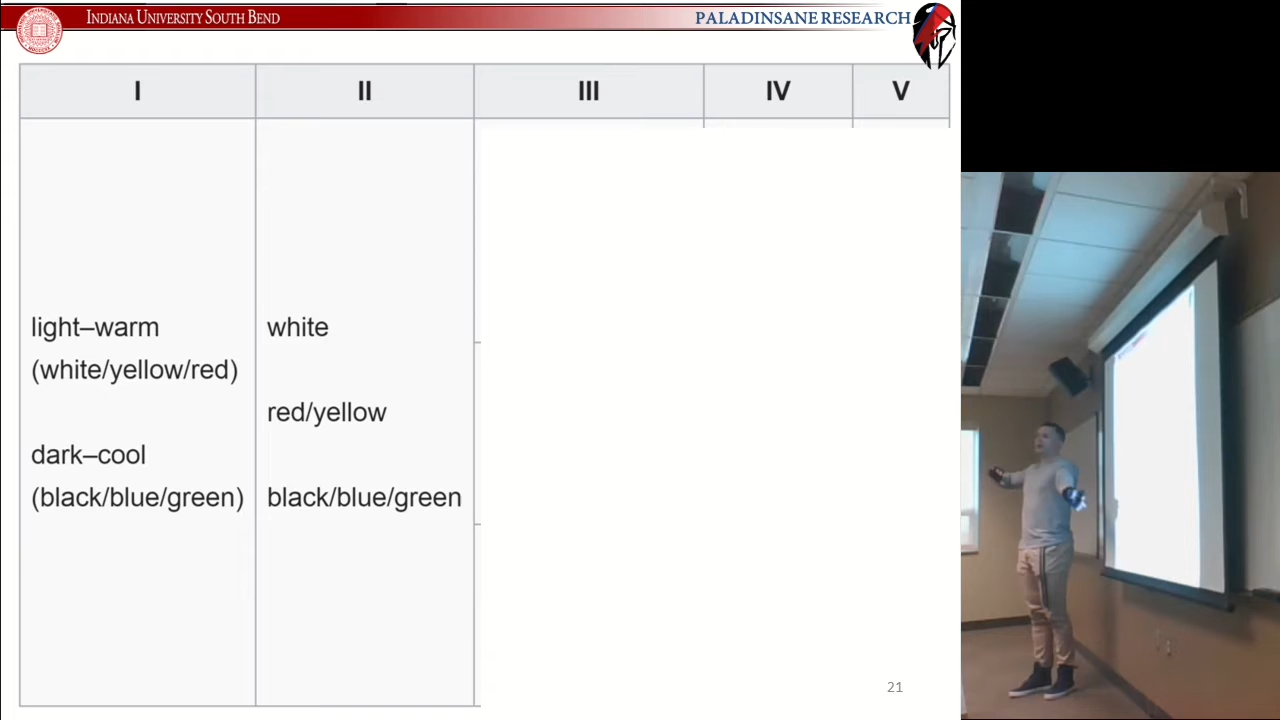 INDIANA UNIVERSITY SOUTH BEND
PALADINSANE RESEARCH
I II III IV V
light–warm
(white/yellow/red)
dark–cool
(black/blue/green)
white
red/yellow
black/blue/green
21